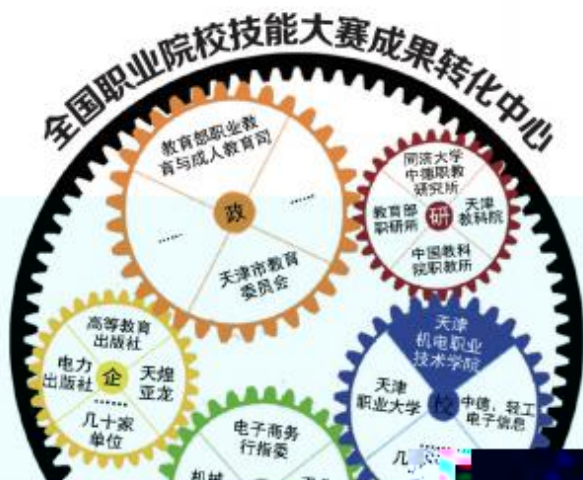 全国职业院校技能大赛成果转化中心
教育部职业教
育与成人教育司
......
政
......
天津市教育
委员会
同济大学
中德职教
研究所
教育部
职研所
研
天津
教科院
中国教科
院职教所
高等教育
出版社
电力
出版社
企
天煌
亚龙
......
几十家
单位
天津
机电职业
技术学院
天津
职业大学
校
中德、轻工
电子信息
......
几
电子商务
行指委
机械